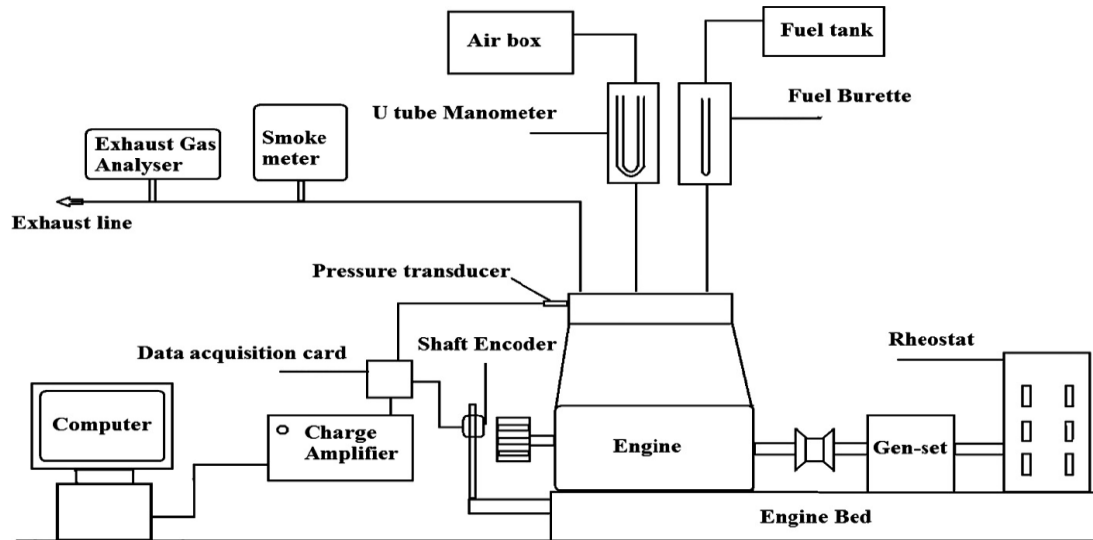 Air box
Fuel tank
U tube Manometer
Fuel Burette
Exhaust Gas
Analyser
Smoke
meter
Exhaust line
Pressure transducer
Data acquisition card
Shaft Encoder
Rheostat
Computer
Charge
Amplifier
Engine
Gen-set
Engine Bed